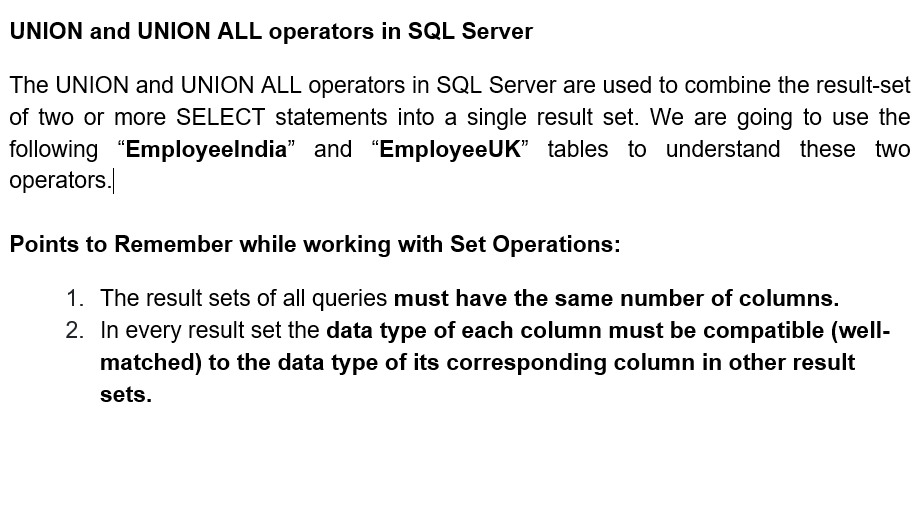 UNION and UNION ALL operators in SQL Server
The UNION and UNION ALL operators in SQL Server are used to combine the result-set
of two or more SELECT statements into a single result set. We are going to use the
following “EmployeeIndia” and “EmployeeUK” tables to understand these two
operators.
Points to Remember while working with Set Operations:
1. The result sets of all queries must have the same number of columns.
2. In every result set the data type of each column must be compatible (well-
matched) to the data type of its corresponding column in other result
sets.